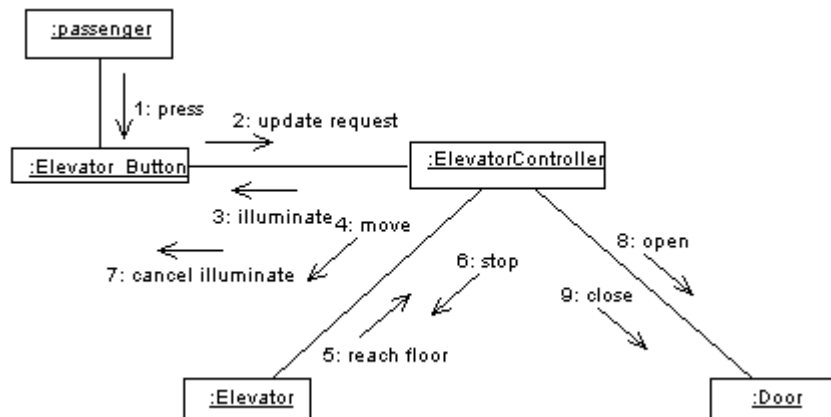 :passenger
1: press
2: update request
:Elevator_Button
:ElevatorController
3: illuminate
4: move
8: open
6: stop
7: cancel illuminate
9: close
5: reach floor
:Elevator
:Door